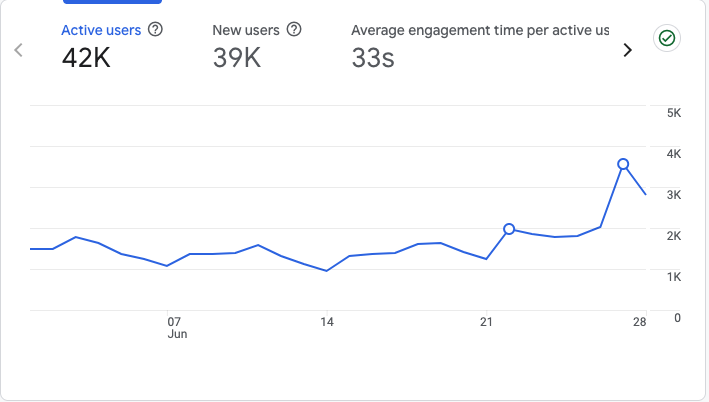 Active users
42K
New users
39K
Average engagement time per active us
33s
5K
4K
3K
2K
1K
0
07
Jun
14
21
28